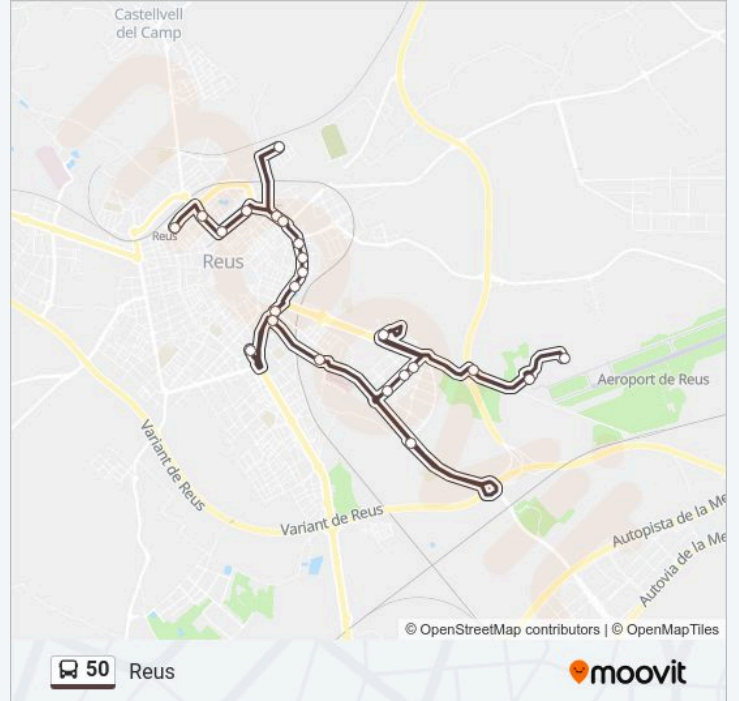 Castellvell
del Camp
Reus
Reus
Aeroport de Reus
Variant de Reus
Variant de Reus
Autopista de la Me
Autovia de la Me
© OpenStreetMap contributors | © OpenMapTiles
50 Reus
moovit